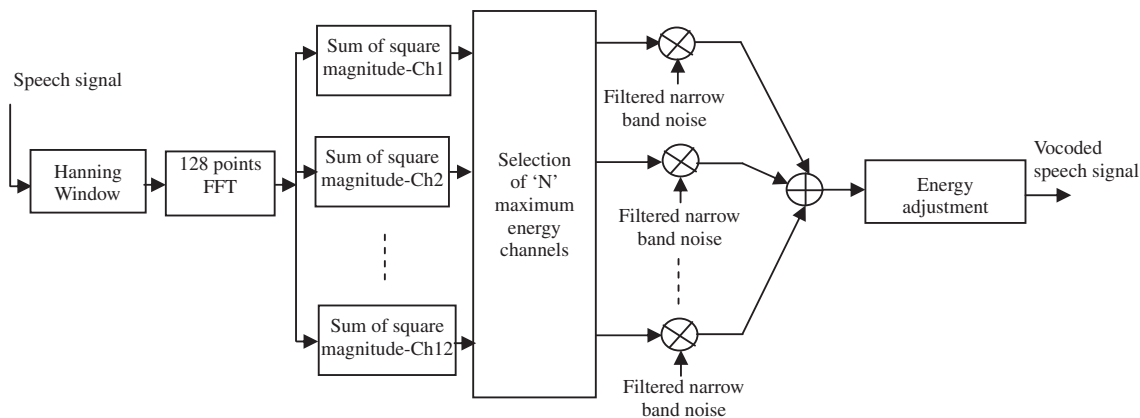 Speech signal
Hanning
Window
128 points
FFT
Sum of square
magnitude-Ch1
Sum of square
magnitude-Ch2
Sum of square
magnitude-Ch12
Selection
of ‘N’
maximum
energy
channels
Filtered narrow
band noise
Filtered narrow
band noise
Filtered narrow
band noise
Energy
adjustment
Vocoded
speech signal